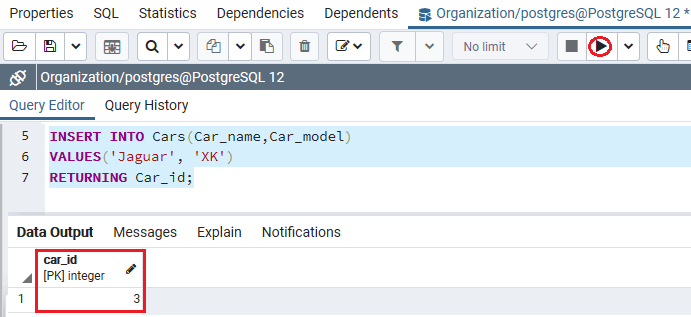 Properties SQL Statistics Dependencies Dependents Organization/postgres@PostgreSQL 12 *
No limit
Organization/postgres@PostgreSQL 12
Query Editor Query History
5 INSERT INTO Cars(Car_name,Car_model)
6 VALUES('Jaguar', 'XK')
7 RETURNING Car_id;
Data Output Messages Explain Notifications
car_id
[PK] integer
1 3